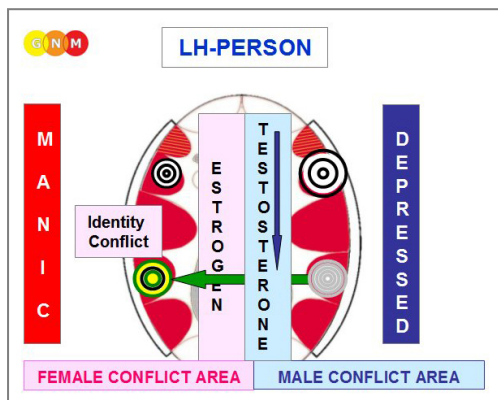 GNM
LH-PERSON
MANIC
ESTROGEN
TESTOSTERONE
DEPRESSED
Identity
Conflict
FEMALE CONFLICT AREA
MALE CONFLICT AREA